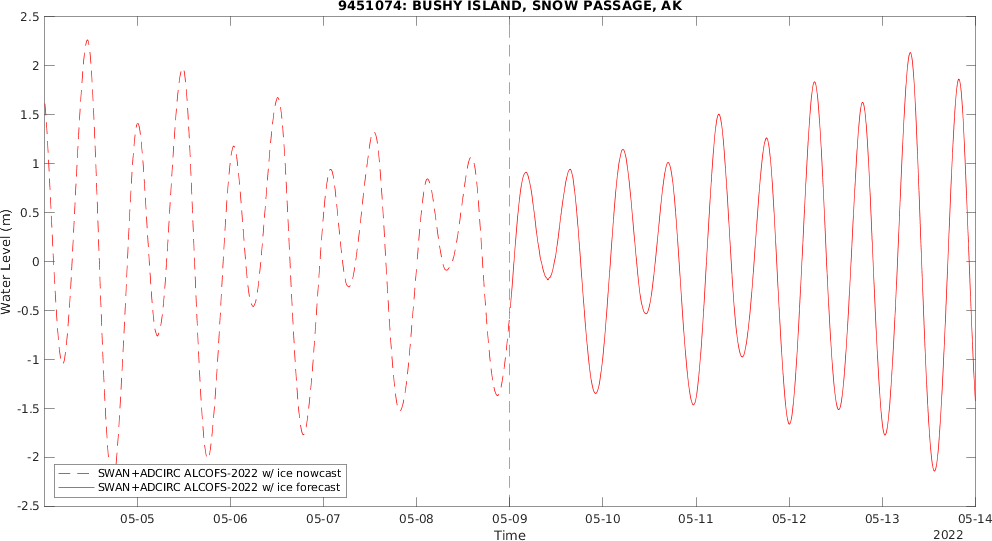 9451074: BUSHY ISLAND, SNOW PASSAGE, AK
2.5
2
1.5
1
0.5
0
-0.5
-1
-1.5
-2
-2.5
Water Level (m)
SWAN+ADCIRC ALCOFS-2022 w/ ice nowcast
SWAN+ADCIRC ALCOFS-2022 w/ ice forecast
05-05 05-06 05-07 05-08 05-09 05-10 05-11 05-12 05-13 05-14
Time
2022